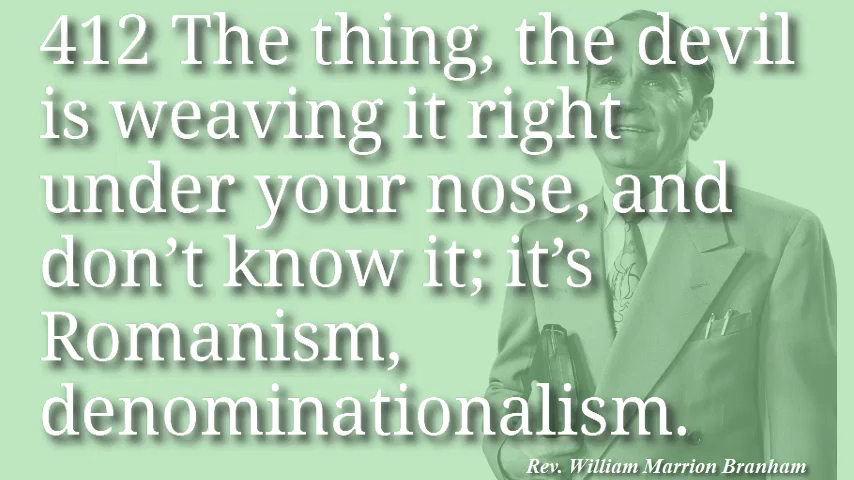 412 The thing, the devil
is weaving it right
under your nose, and
don’t know it; it’s
Romanism,
denominationalism.
Rev. William Marrion Branham